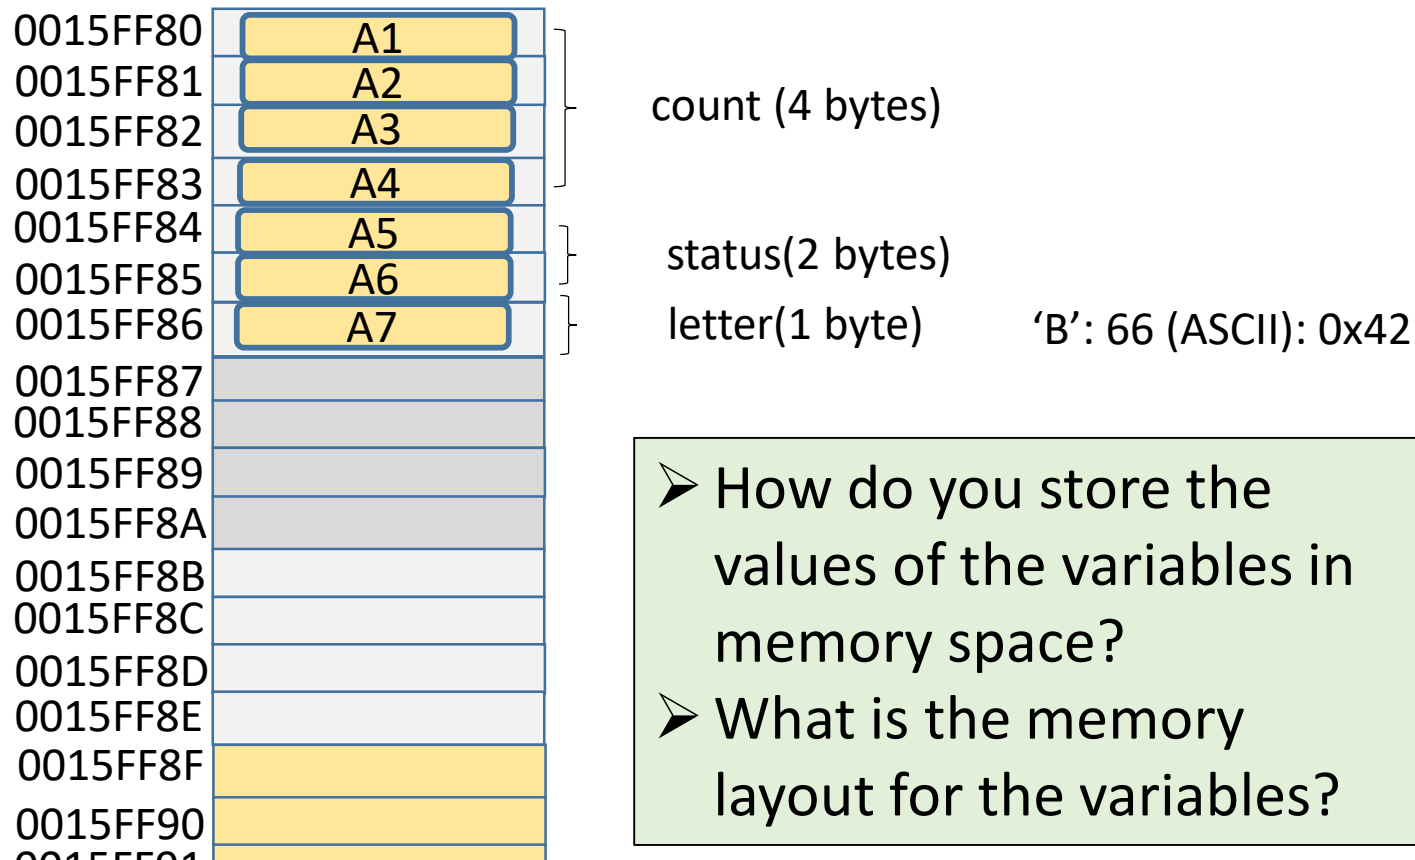 0015FF80 A1
0015FF81 A2
0015FF82 A3
0015FF83 A4
0015FF84 A5
0015FF85 A6
0015FF86 A7
0015FF87
0015FF88
0015FF89
0015FF8A
0015FF8B
0015FF8C
0015FF8D
0015FF8E
0015FF8F
0015FF90
0015FF91
count (4 bytes)
status(2 bytes)
letter(1 byte) ‘B’: 66 (ASCII): 0x42
➢ How do you store the
values of the variables in
memory space?
➢ What is the memory
layout for the variables?